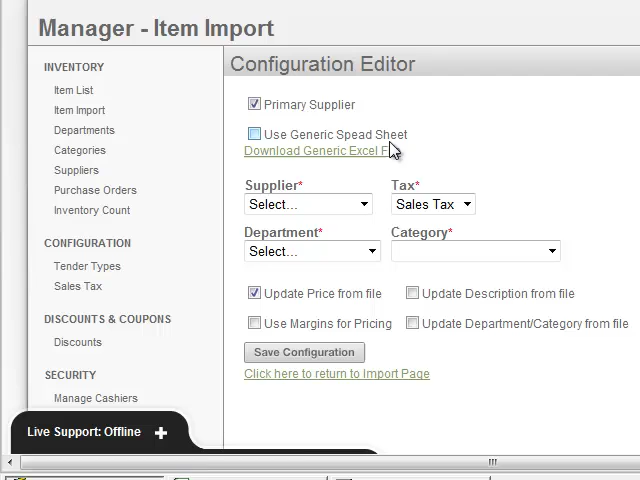 Manager - Item Import
INVENTORY
Item List
Item Import
Departments
Categories
Suppliers
Purchase Orders
Inventory Count
CONFIGURATION
Tender Types
Sales Tax
DISCOUNTS & COUPONS
Discounts
SECURITY
Manage Cashiers
Live Support: Offline
Configuration Editor
Primary Supplier
Use Generic Spead Sheet
Download Generic Excel
Supplier* Tax*
Select... Sales Tax
Department* Category*
Select...
Update Price from file Update Description from file
Use Margins for Pricing Update Department/Category from file
Save Configuration
Click here to return to Import Page